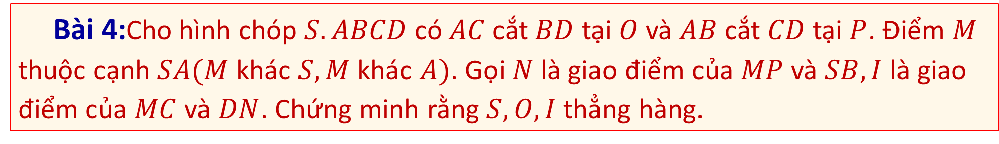 Bài 4:Cho hình chóp S. ABCD có AC cắt BD tại O và AB cắt CD tại P. Điểm M
thuộc cạnh SA(M khác S, M khác A). Gọi N là giao điểm của MP và SB, I là giao
điểm của MC và DN. Chứng minh rằng S, O, I thẳng hàng.